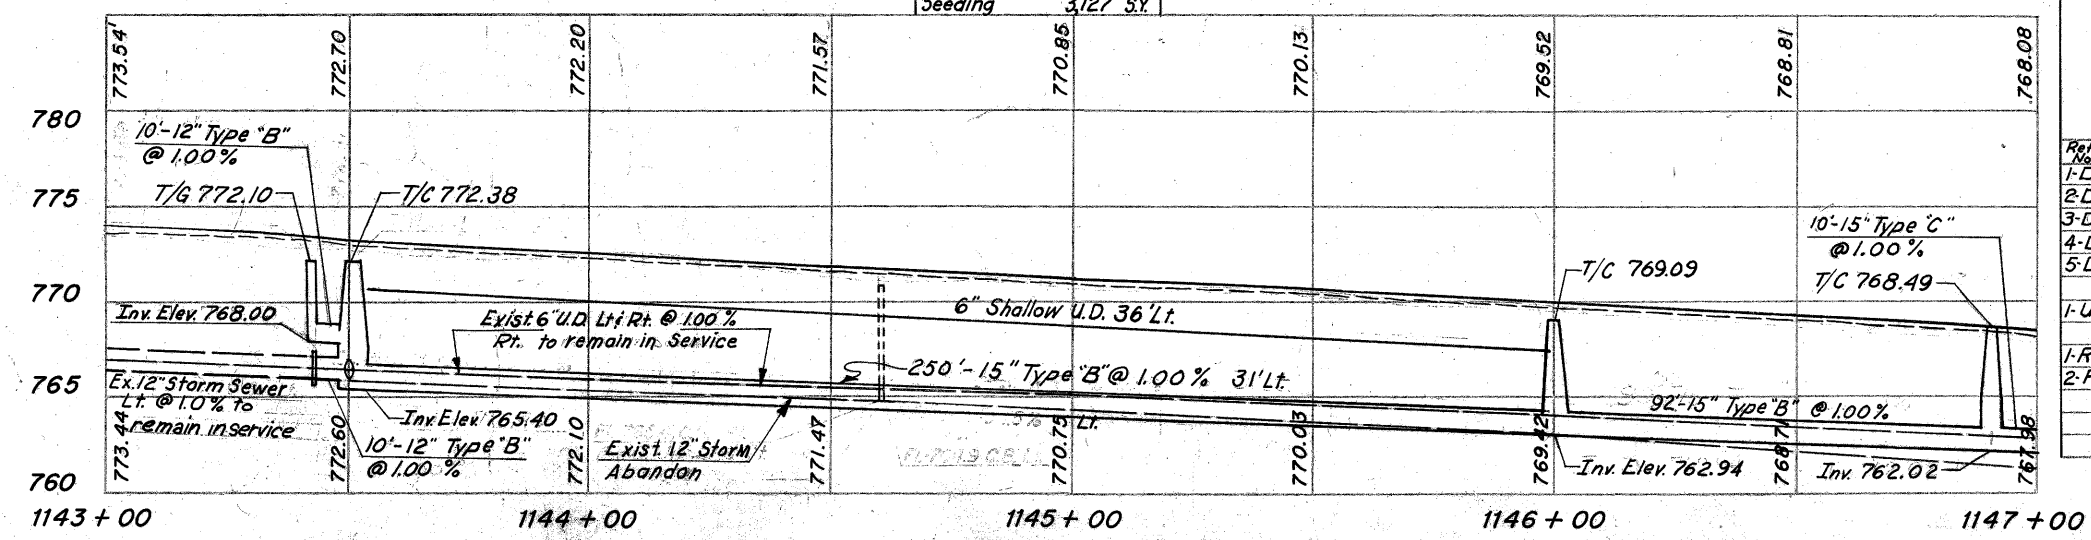 Seeding 3,127 S.Y.
773.54'
772.70
772.20
771.57
770.85
770.13
769.52
768.81
768.08
780
775
770
765
760
10'-12" Type "B"
@ 1.00%
T/G 772.10
T/C 772.38
Inv. Elev. 768.00
Exist. 6" U.D. Lt & Rt. @ 1.00%
Rt. to remain in Service
6" Shallow U.D. 36' Lt.
T/C 769.09
10'-15" Type "C"
@ 1.00%
T/C 768.49
Ex. 12" Storm Sewer
Lt. @ 1.0% to
remain in service
250'-15" Type "B" @ 1.00% 31' Lt.
92'-15" Type "B" @ 1.00%
Inv. Elev. 765.40
10'-12" Type "B"
@ 1.00%
Exist. 12" Storm
Abandon
5% Lt.
Inv. Elev. 762.94
Inv. 762.02
773.44
772.60
772.10
771.47
770.75
770.03
769.42
768.71
767.98
1143 + 00
1144 + 00
1145 + 00
1146 + 00
1147 + 00
No.